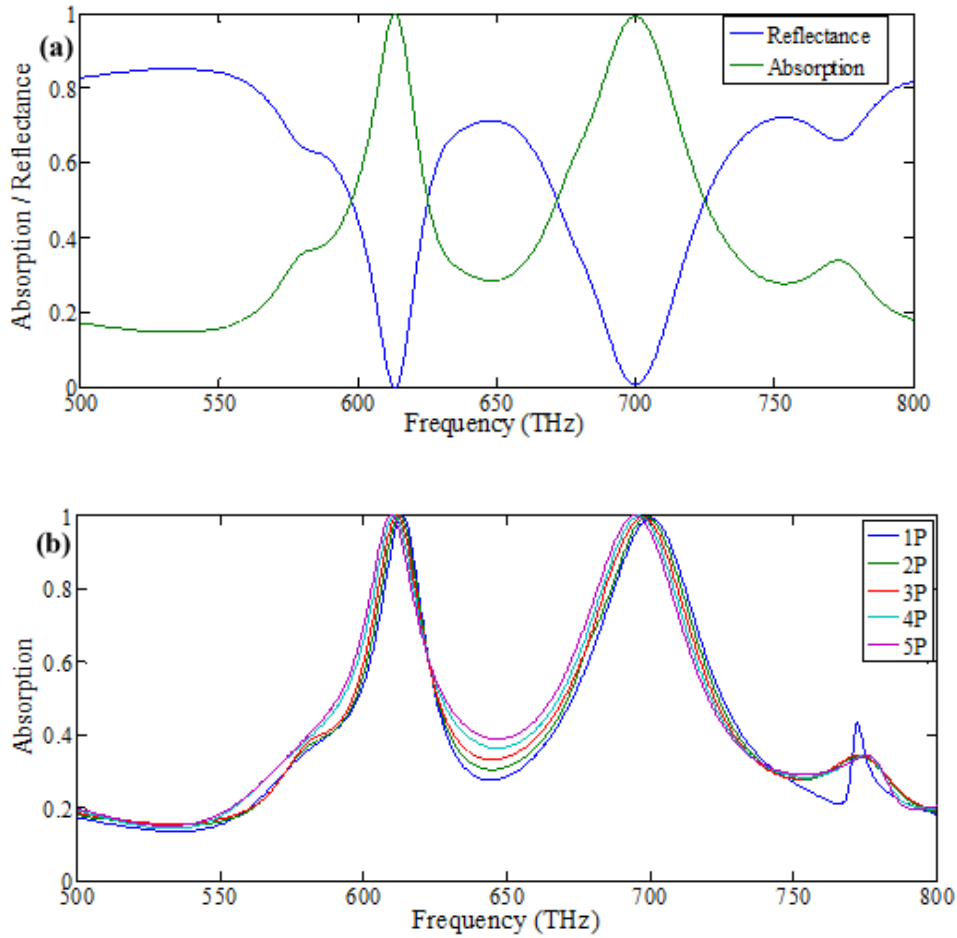 (a)
Reflectance
Absorption
Absorption / Reflectance
1
0.8
0.6
0.4
0.2
0
500 550 600 650 700 750 800
Frequency (THz)
(b)
1P
2P
3P
4P
5P
Absorption
1
0.8
0.6
0.4
0.2
0
500 550 600 650 700 750 800
Frequency (THz)